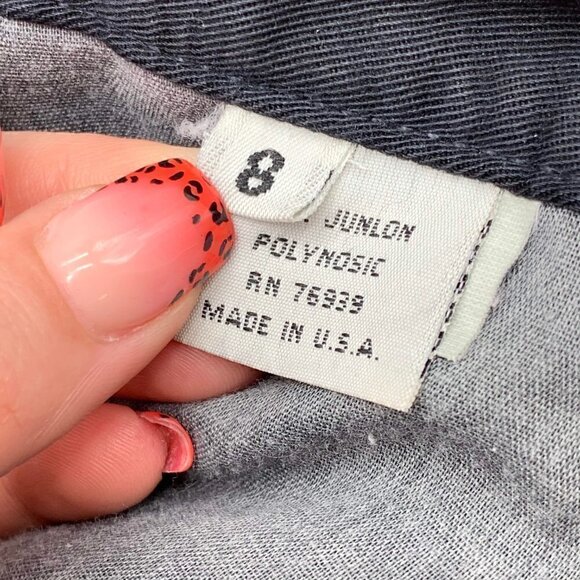 8
JUNLON
POLYNOSIC
RN 76939
MADE IN U.S.A.